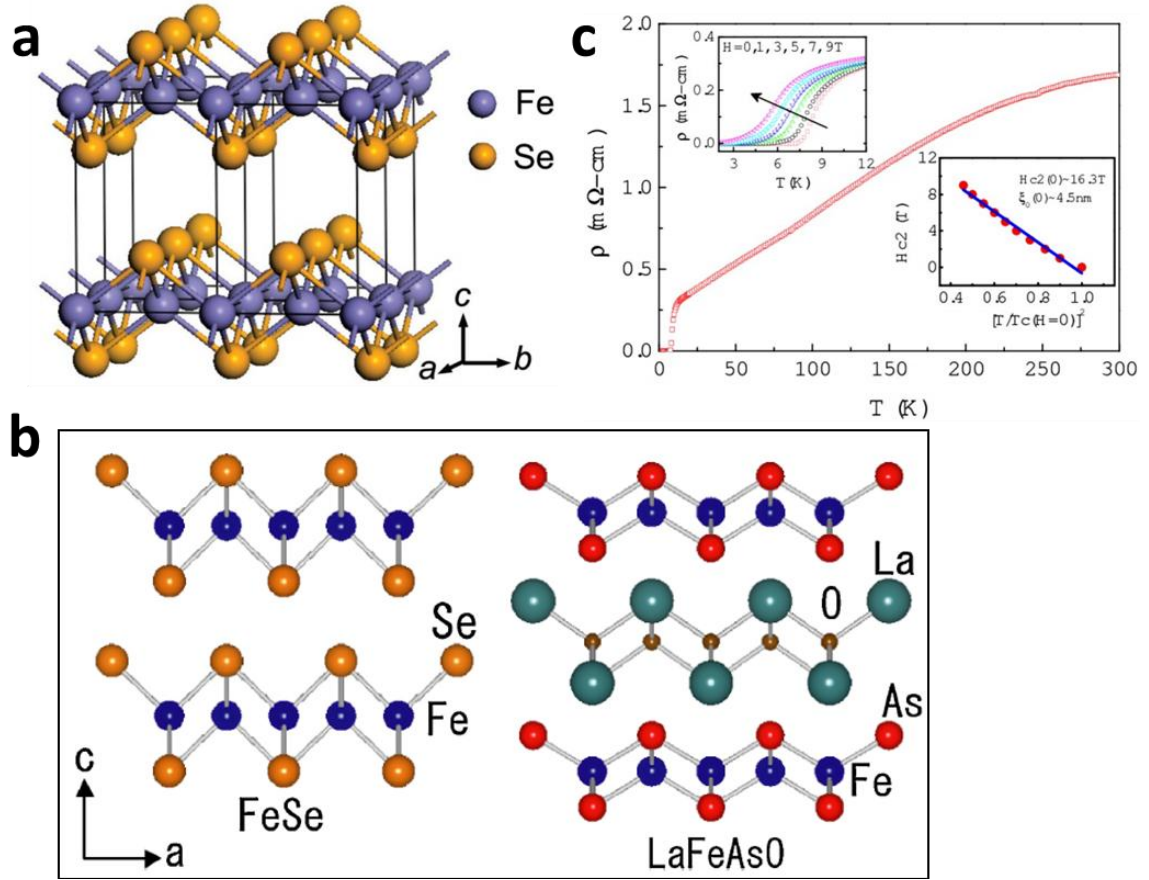 a
Fe
Se
c
a
b
c
2.0
1.5
1.0
0.5
0.0
ρ (mΩ-cm)
0 50 100 150 200 250 300
T (K)
0.4
0.2
0.0
ρ (mΩ-cm)
H=0,1,3,5,7,9T
3 6 9 12
T(K)
12
8
4
0
Hc2 (T)
Hc2(0)~16.3T
ξ0(0)~4.5nm
0.4 0.6 0.8 1.0
[T/Tc(H=0)]²
b
Se
Fe
c
a
FeSe
La
O
As
Fe
LaFeAsO